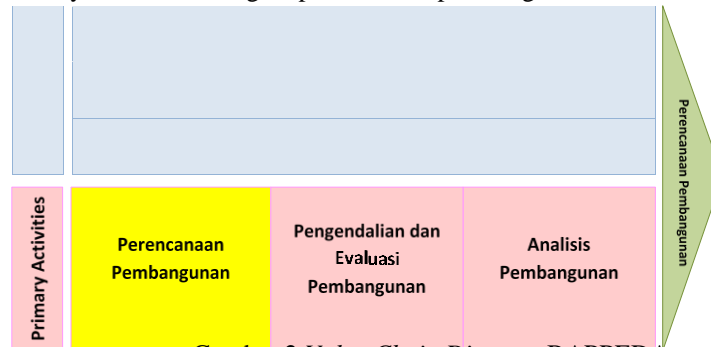 Perencanaan Pembangunan
Primary Activities
Perencanaan
Pembangunan
Pengendalian dan
Evaluasi
Pembangunan
Analisis
Pembangunan